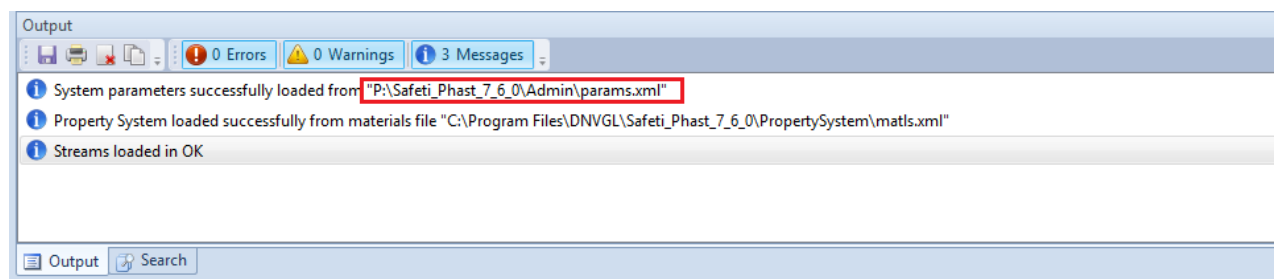 Output
0 Errors 0 Warnings 3 Messages
System parameters successfully loaded from "P:\Safeti_Phast_7_6_0\Admin\params.xml"
Property System loaded successfully from materials file "C:\Program Files\DNVGL\Safeti_Phast_7_6_0\PropertySystem\matls.xml"
Streams loaded in OK
Output Search